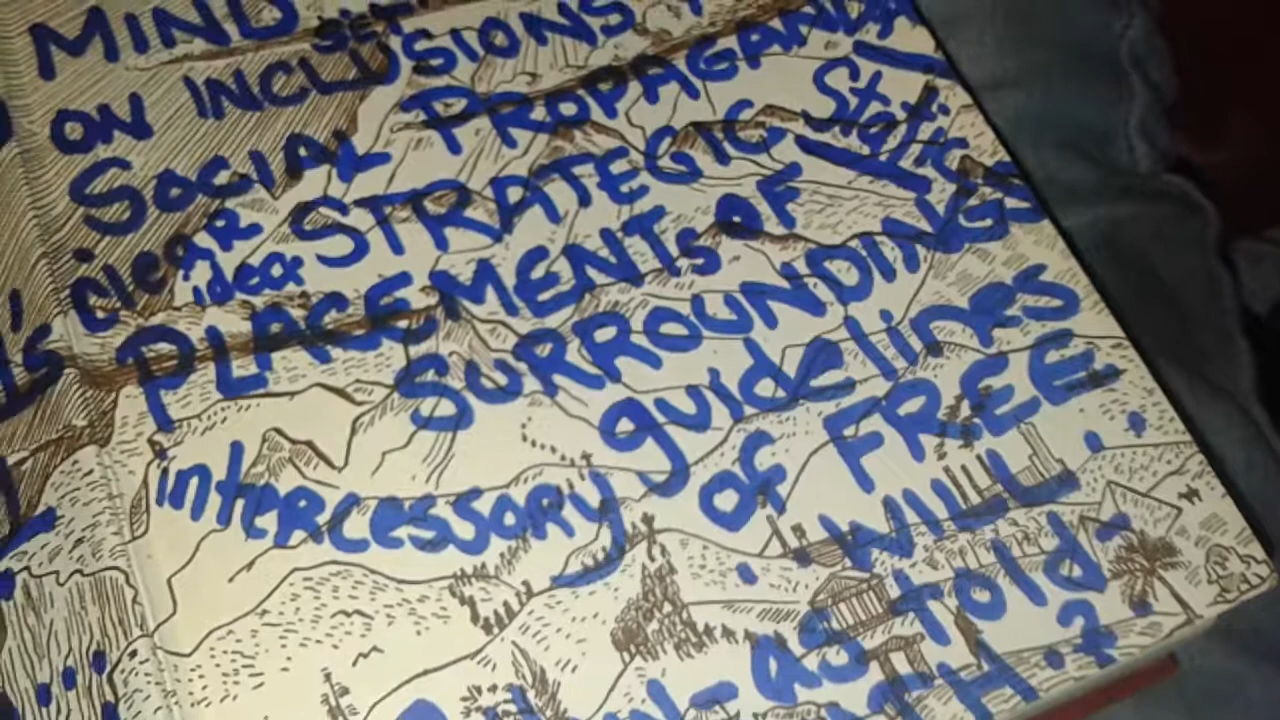 MIND SET
ON INCLUSIONS
SOCIAL PROPAGANDA
CleaR idea: STRATEGIC. Static
PLACEMENTs OF
SURROUNDINGS
intERCESSORY guidelines
of FREE
WILL.
- as told -